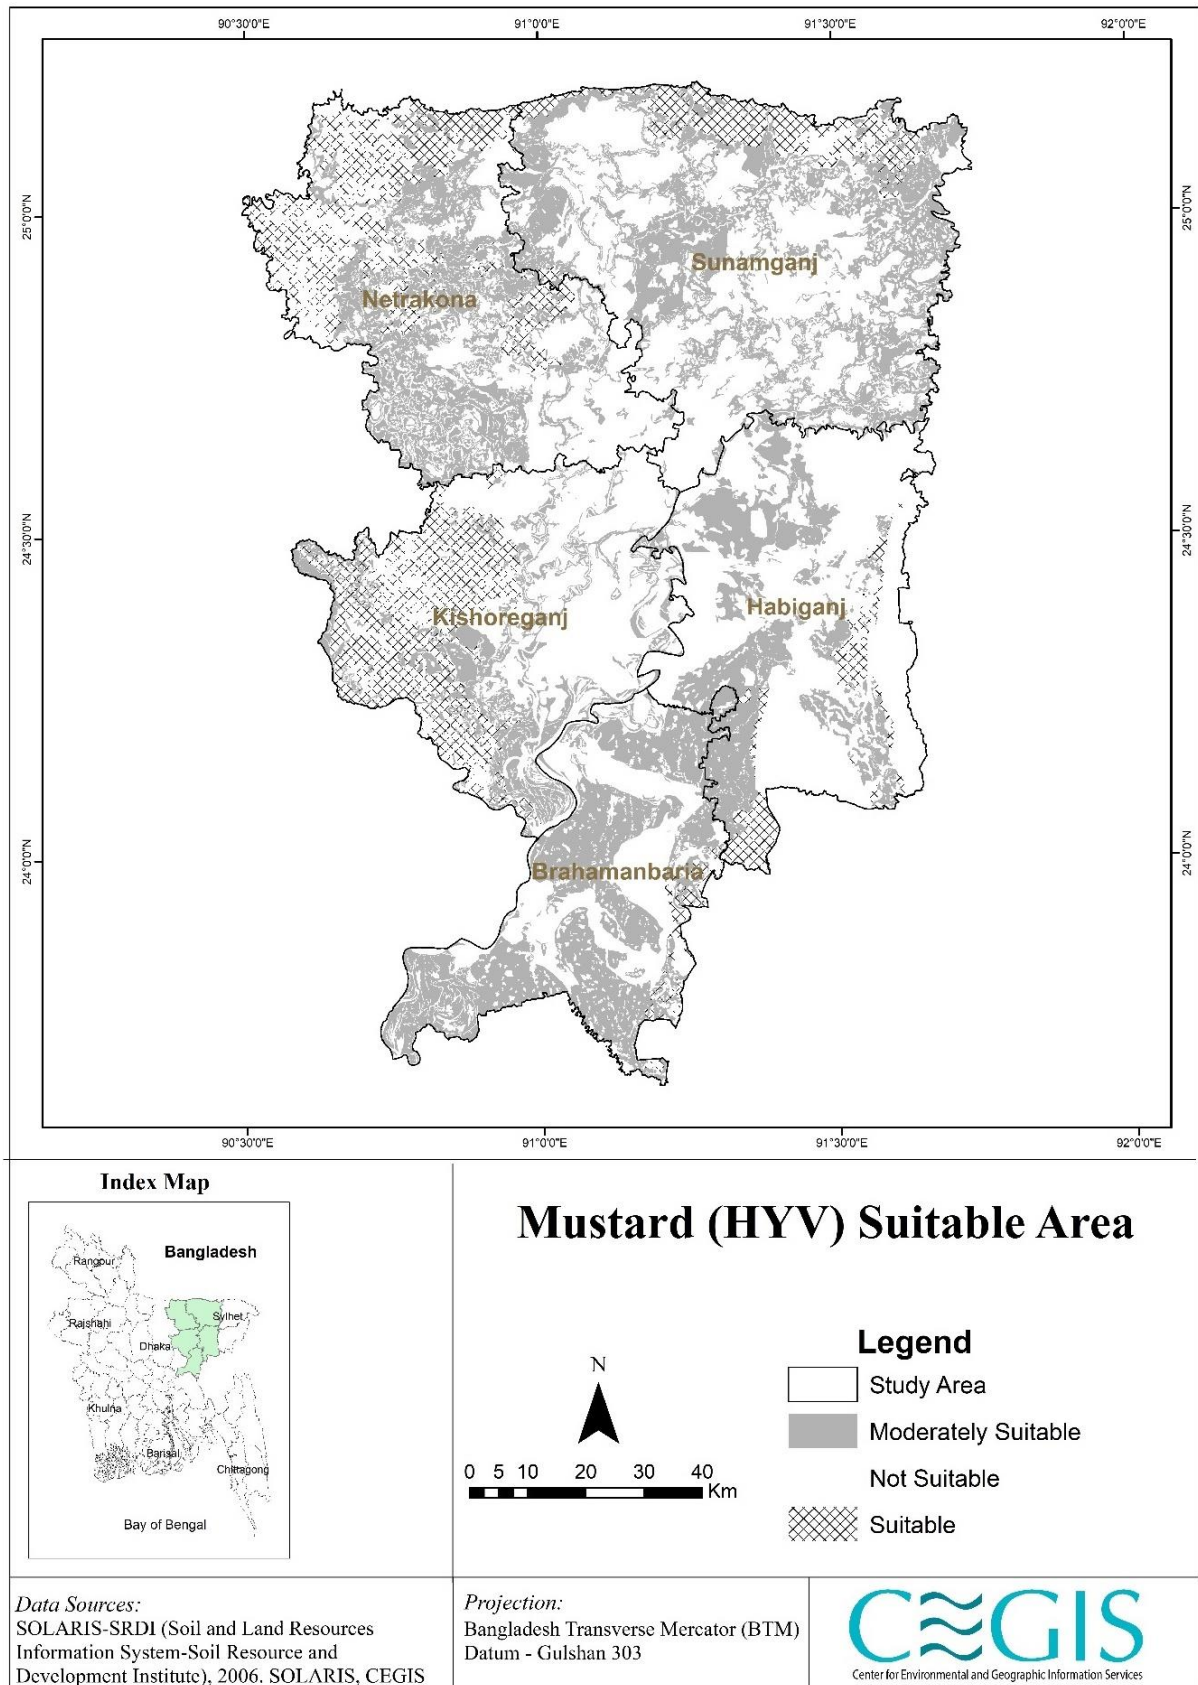 90°30'0"E 91°0'0"E 91°30'0"E 92°0'0"E
25°0'0"N 25°0'0"N
Sunamganj
Netrakona
24°30'0"N 24°30'0"N
Habiganj
Kishoreganj
24°0'0"N 24°0'0"N
Brahamanbaria
90°30'0"E 91°0'0"E 91°30'0"E 92°0'0"E
Index Map
Bangladesh
Rangpur
Sylhet
Rajshahi
Dhaka
Khulna
Barisal
Chittagong
Bay of Bengal
Mustard (HYV) Suitable Area
N
0 5 10 20 30 40
Km
Legend
Study Area
Moderately Suitable
Not Suitable
Suitable
Data Sources:
SOLARIS-SRDI (Soil and Land Resources
Information System-Soil Resource and
Development Institute), 2006. SOLARIS, CEGIS
Projection:
Bangladesh Transverse Mercator (BTM)
Datum - Gulshan 303
CEGIS
Center for Environmental and Geographic Information Services